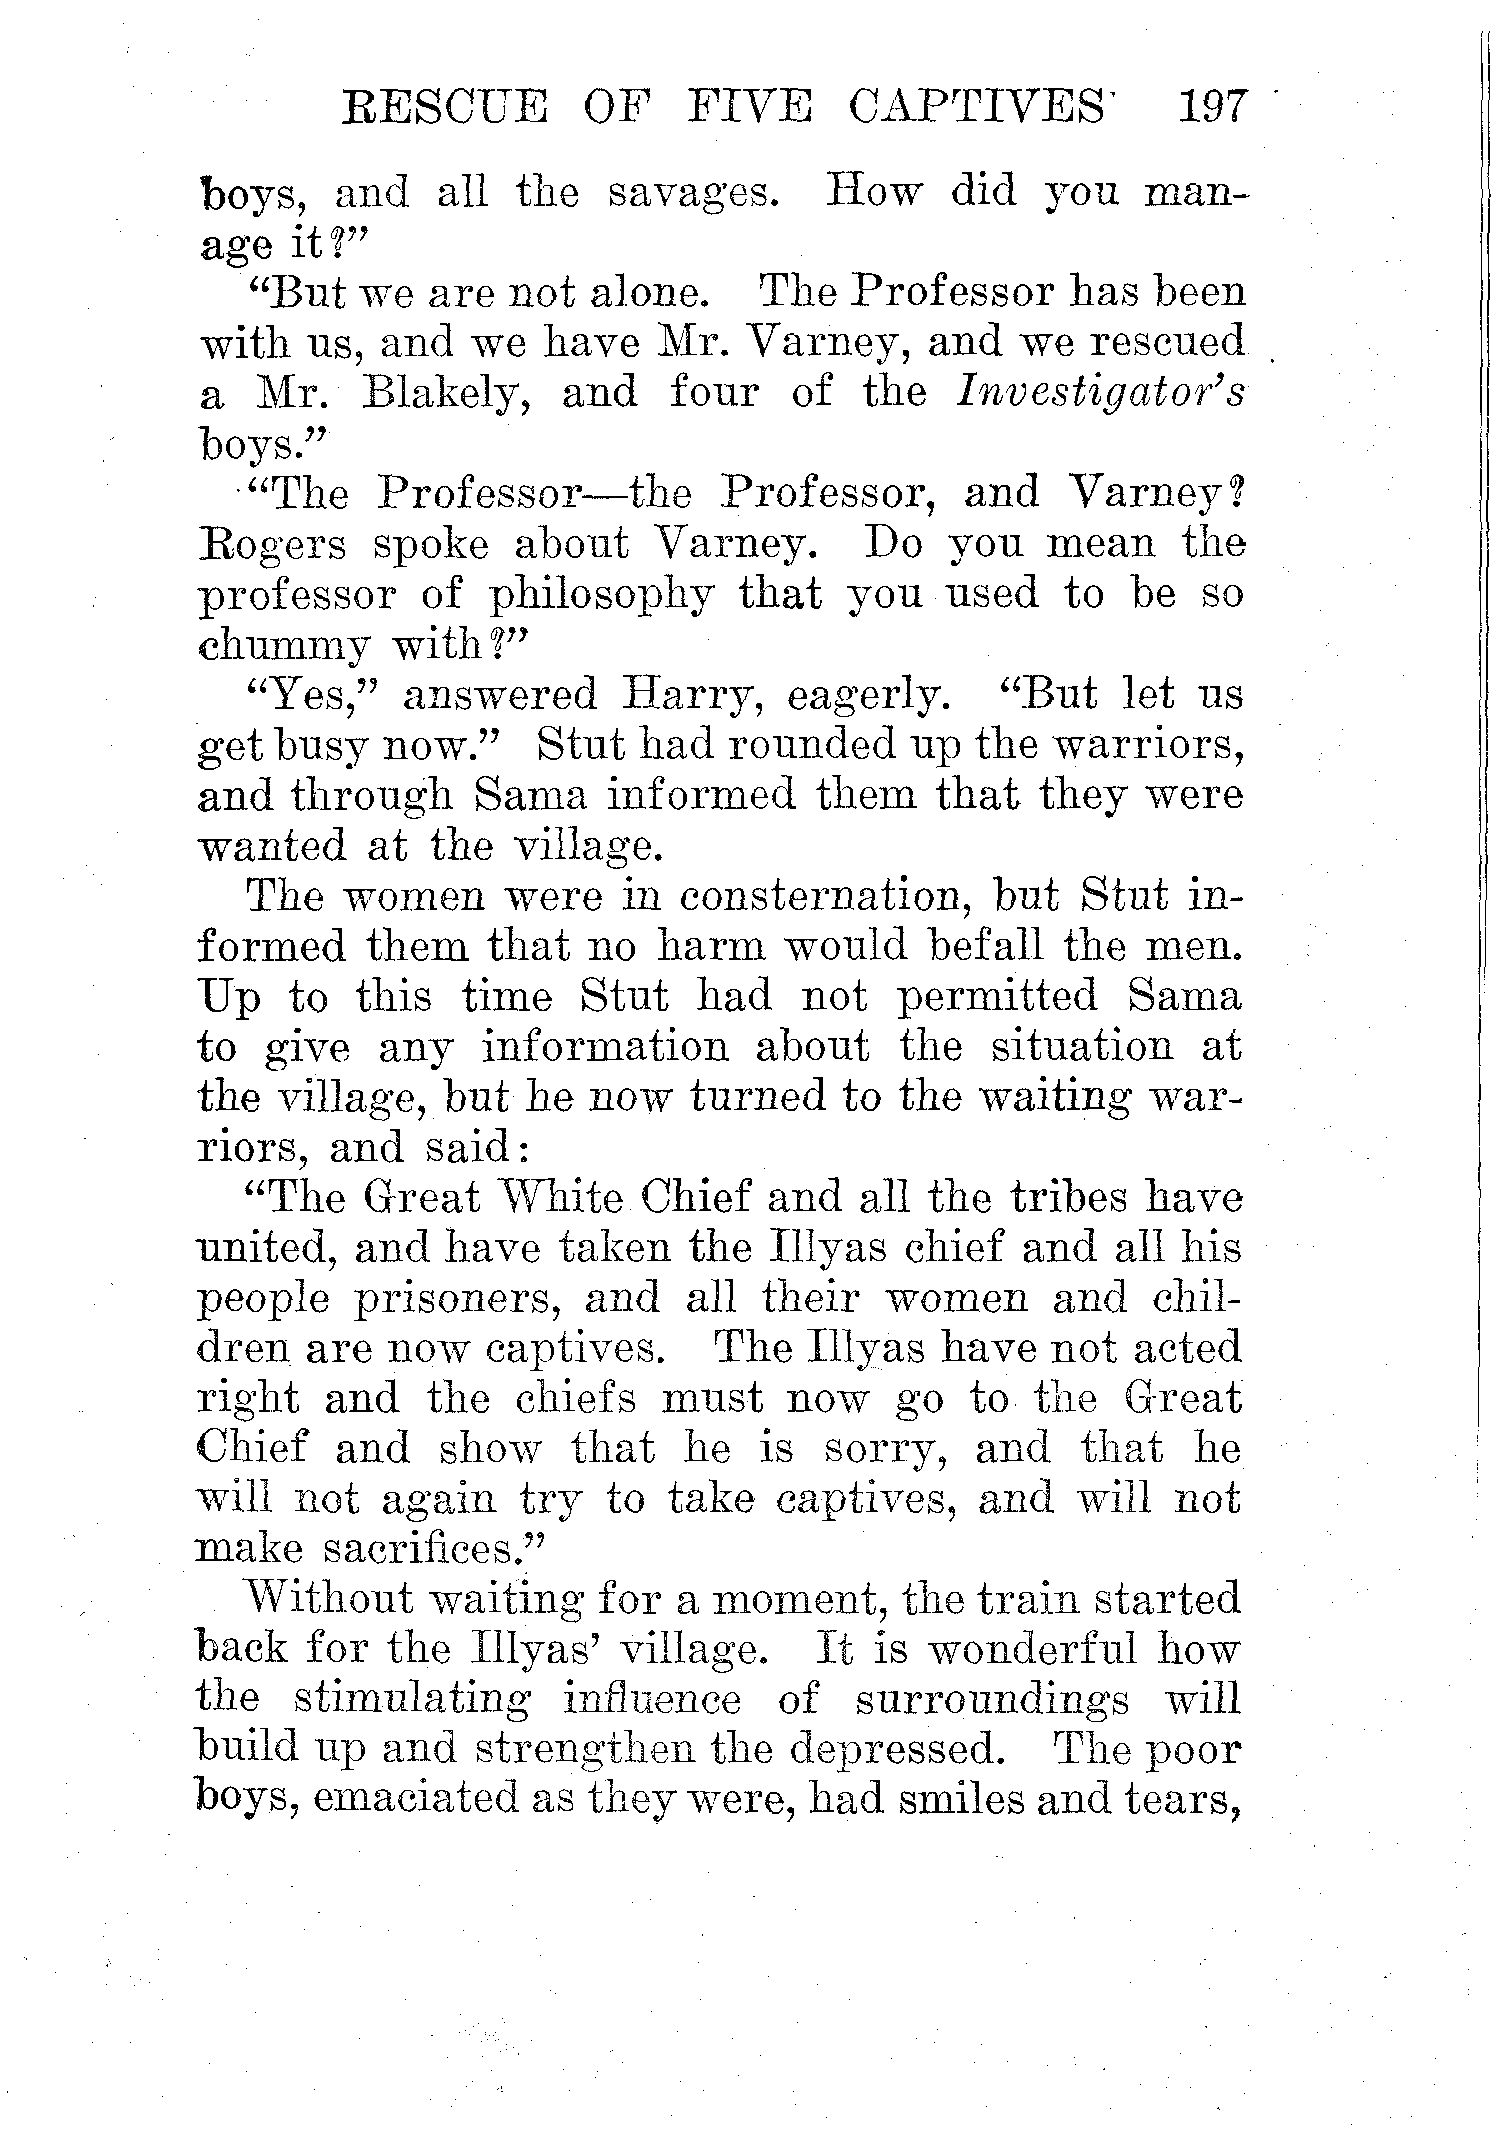 RESCUE OF FIVE CAPTIVES 197
boys, and all the savages. How did you man-
age it?”
“But we are not alone. The Professor has been
with us, and we have Mr. Varney, and we rescued
a Mr. Blakely, and four of the Investigator’s
boys.”
“The Professor—the Professor, and Varney?
Rogers spoke about Varney. Do you mean the
professor of philosophy that you used to be so
chummy with?”
“Yes,” answered Harry, eagerly. “But let us
get busy now.” Stut had rounded up the warriors,
and through Sama informed them that they were
wanted at the village.
The women were in consternation, but Stut in-
formed them that no harm would befall the men.
Up to this time Stut had not permitted Sama
to give any information about the situation at
the village, but he now turned to the waiting war-
riors, and said:
“The Great White Chief and all the tribes have
united, and have taken the Illyas chief and all his
people prisoners, and all their women and chil-
dren are now captives. The Illyas have not acted
right and the chiefs must now go to the Great
Chief and show that he is sorry, and that he
will not again try to take captives, and will not
make sacrifices.”
Without waiting for a moment, the train started
back for the Illyas’ village. It is wonderful how
the stimulating influence of surroundings will
build up and strengthen the depressed. The poor
boys, emaciated as they were, had smiles and tears,